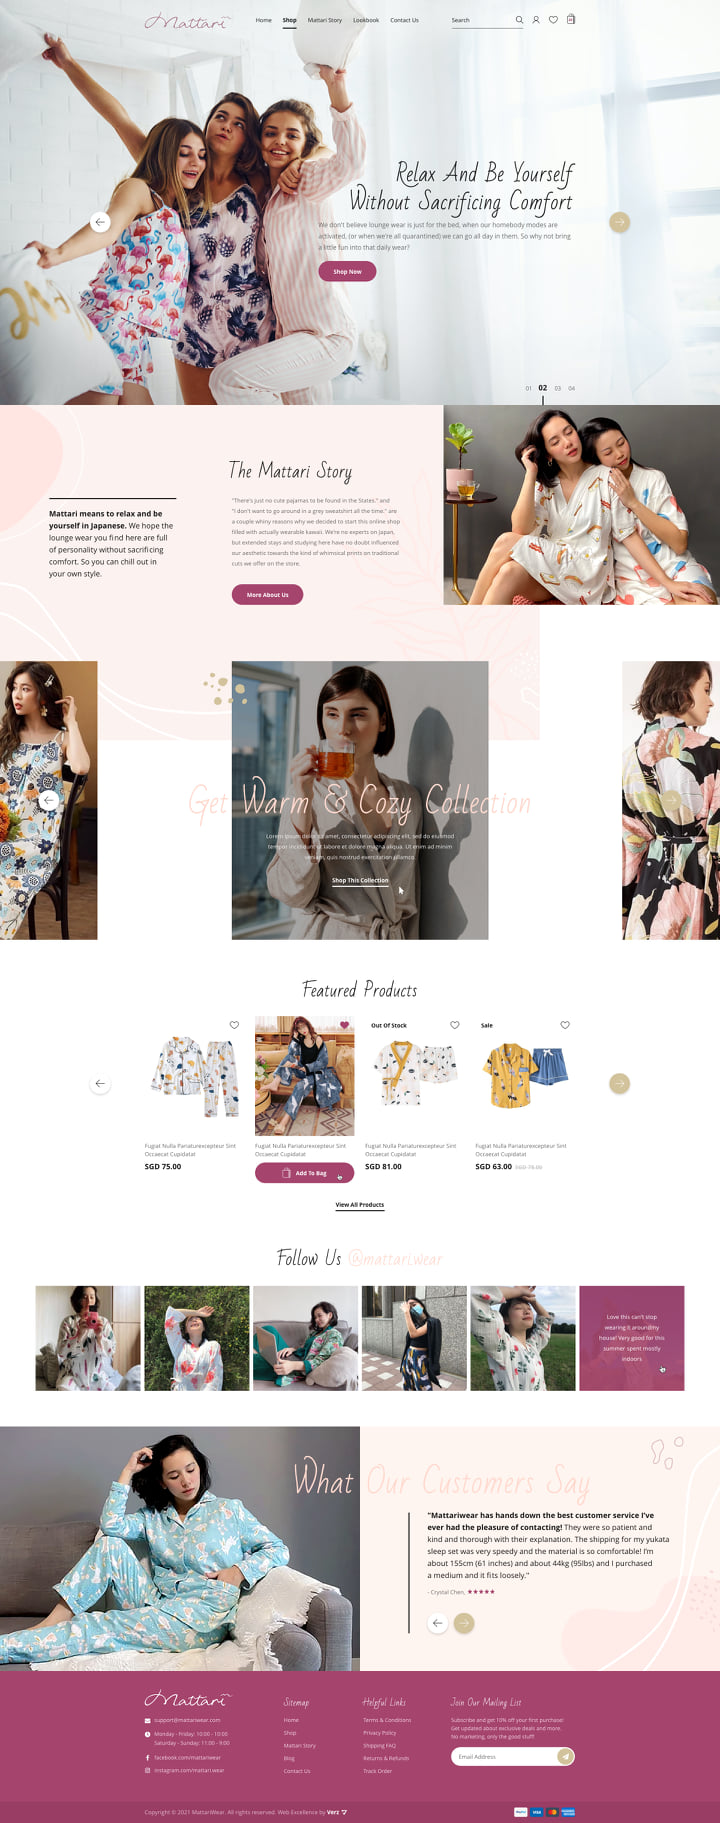 Mattari
Home Shop Mattari Story Lookbook Contact Us
Search
Relax And Be Yourself
Without Sacrificing Comfort
We don't believe lounge wear is just for the bed, when our homebody modes are
activated, (or when we're all quarantined) we can go all day in them. So why not bring
a little fun into that daily wear?
Shop Now
01 02 03 04
The Mattari Story
Mattari means to relax and be
yourself in Japanese. We hope the
lounge wear you find here are full
of personality without sacrificing
comfort. So you can chill out in
your own style.
"There's just no cute pajamas to be found in the States." and
"I don't want to go around in a grey sweatshirt all the time." are
a couple whiny reasons why we decided to start this online shop
filled with actually wearable kawaii. We're no experts on Japan,
but extended stays and studying here have no doubt influenced
our aesthetic towards the kind of whimsical prints on traditional
cuts we offer on the store.
More About Us
Get Warm & Cozy Collection
Lorem ipsum dolor sit amet, consectetur adipiscing elit, sed do eiusmod
tempor incididunt ut labore et dolore magna aliqua. Ut enim ad minim
veniam, quis nostrud exercitation ullamco
Shop This Collection
Featured Products
Out Of Stock
Sale
Fugiat Nulla Pariaturexcepteur Sint
Occaecat Cupidatat
SGD 75.00
Fugiat Nulla Pariaturexcepteur Sint
Occaecat Cupidatat
Add To Bag
Fugiat Nulla Pariaturexcepteur Sint
Occaecat Cupidatat
SGD 81.00
Fugiat Nulla Pariaturexcepteur Sint
Occaecat Cupidatat
SGD 63.00 SGD 78.00
View All Products
Follow Us @mattariwear
Love this can't stop
wearing it aroundmy
house! Very good for this
summer spent mostly
indoors
What Our Customers Say
"Mattariwear has hands down the best customer service I've
ever had the pleasure of contacting! They were so patient and
kind and thorough with their explanation. The shipping for my yukata
sleep set was very speedy and the material is so comfortable! I'm
about 155cm (61 inches) and about 44kg (95lbs) and I purchased
a medium and it fits loosely."
- Crystal Chen, ★★★★★
Mattari
support@mattariwear.com
Monday - Friday: 10:00 - 10:00
Saturday - Sunday: 11:00 - 9:00
facebook.com/mattariwear
instagram.com/mattari.wear
Sitemap
Home
Shop
Mattari Story
Blog
Contact Us
Helpful Links
Terms & Conditions
Privacy Policy
Shipping FAQ
Returns & Refunds
Track Order
Join Our Mailing List
Subscribe and get 10% off your first purchase!
Get updated about exclusive deals and more.
No marketing, only the good stuff!
Email Address
Copyright © 2021 MattariWear. All rights reserved. Web Excellence by Verz
PayPal VISA